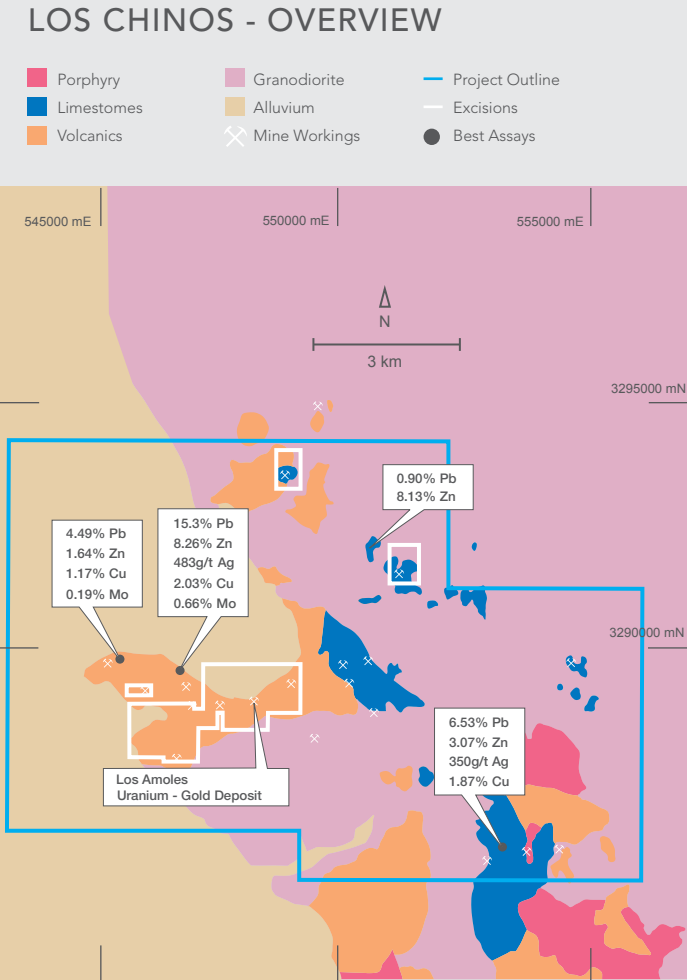 LOS CHINOS - OVERVIEW
Porphyry
Granodiorite
Project Outline
Limestomes
Alluvium
Excisions
Volcanics
Mine Workings
Best Assays
545000 mE
550000 mE
555000 mE
N
3 km
3295000 mN
0.90% Pb
8.13% Zn
4.49% Pb
1.64% Zn
1.17% Cu
0.19% Mo
15.3% Pb
8.26% Zn
483g/t Ag
2.03% Cu
0.66% Mo
3290000 mN
6.53% Pb
3.07% Zn
350g/t Ag
1.87% Cu
Los Amoles
Uranium - Gold Deposit